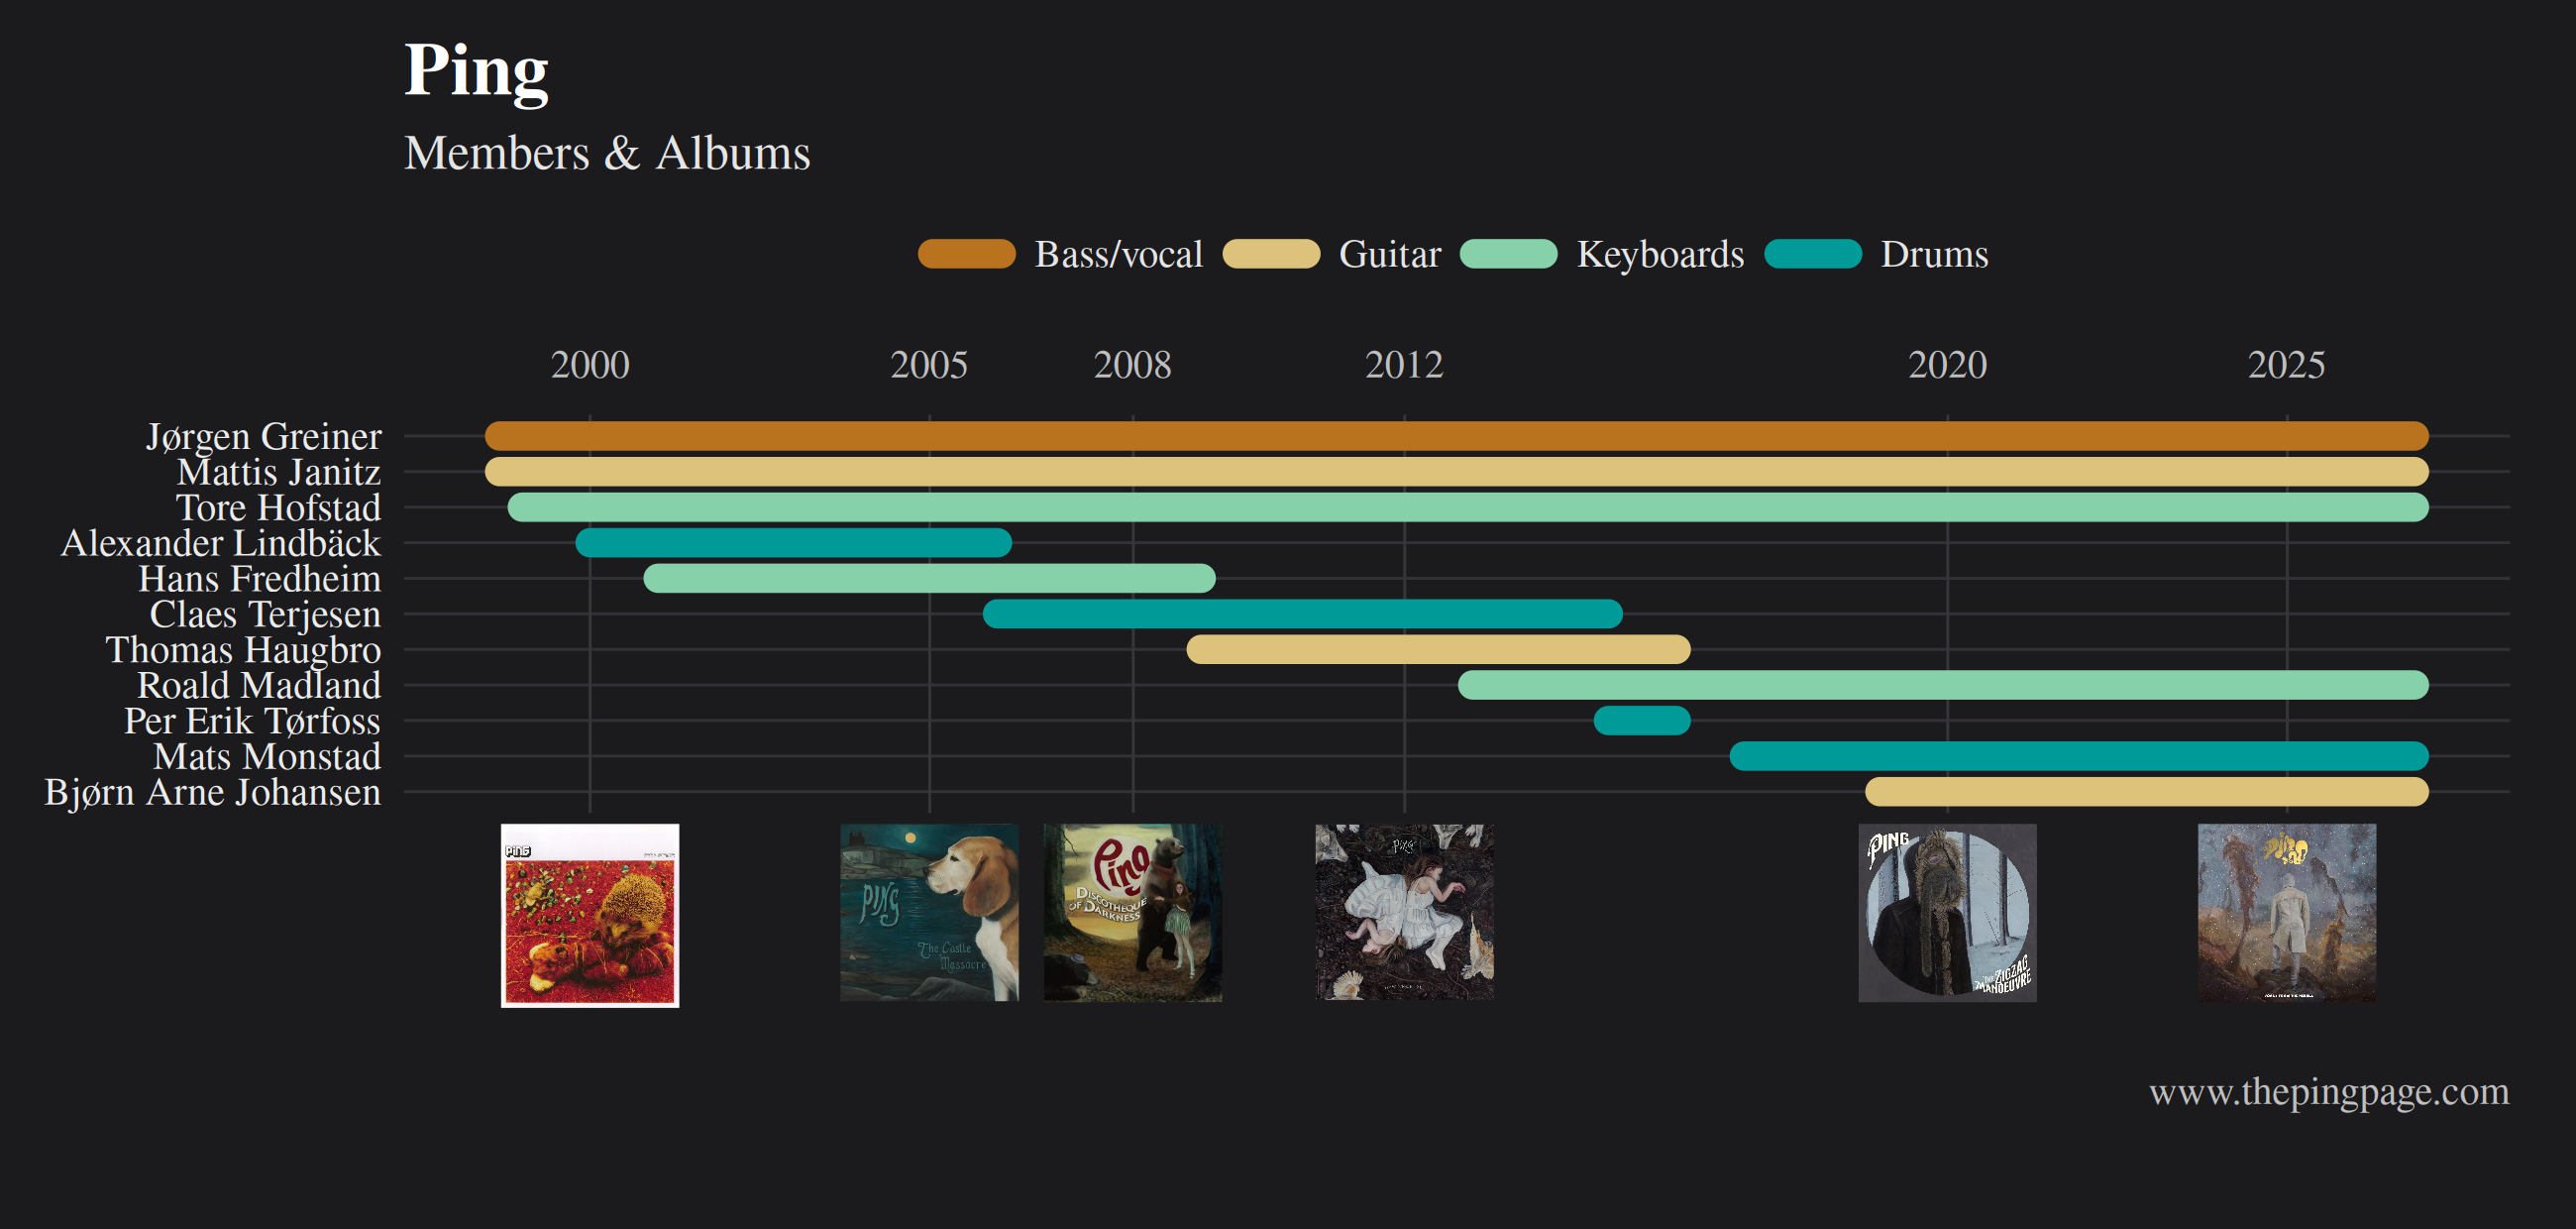 Ping
Members & Albums
Bass/vocal Guitar Keyboards Drums
2000 2005 2008 2012 2020 2025
Jørgen Greiner
Mattis Janitz
Tore Hofstad
Alexander Lindbäck
Hans Fredheim
Claes Terjesen
Thomas Haugbro
Roald Madland
Per Erik Tørfoss
Mats Monstad
Bjørn Arne Johansen
PING
PING
The Castle
Massacre
Ping
DISCOTHEQUE
OF DARKNESS
PING
PING
THE ZIGZAG
MANOEUVRE
PING
www.thepingpage.com